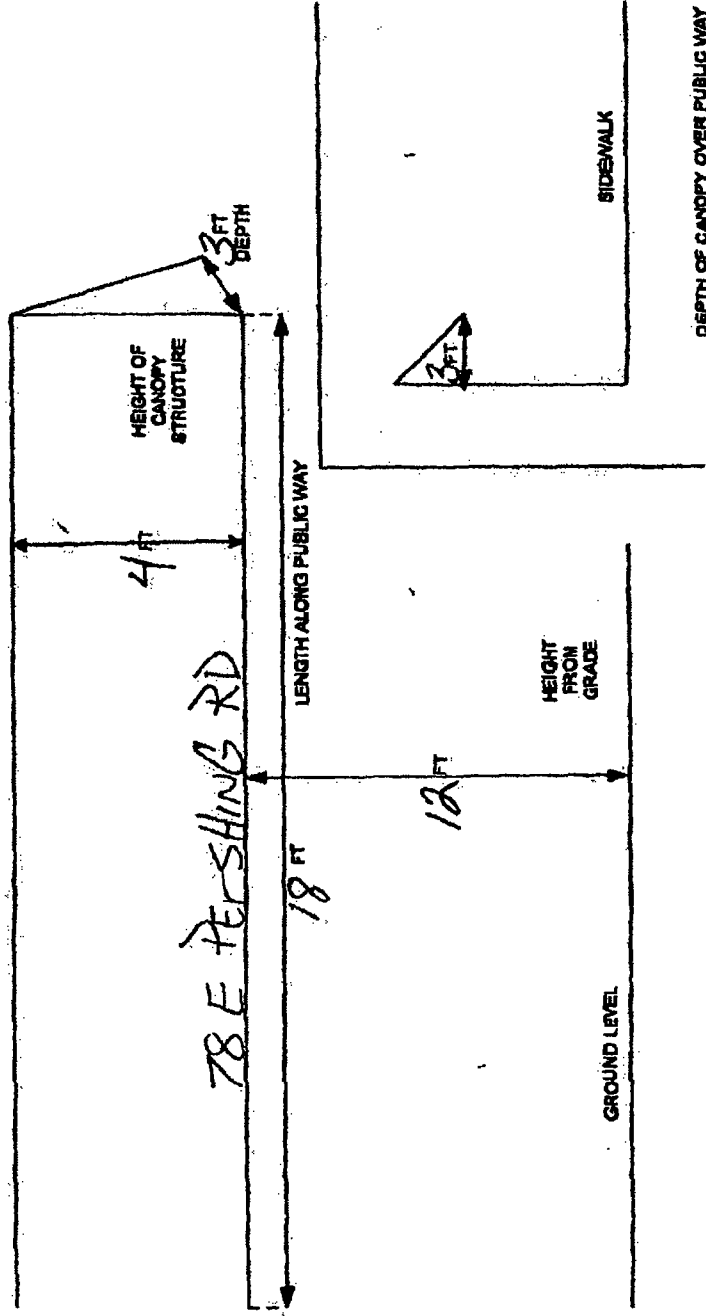 HEIGHT OF
CANOPY
STRUCTURE
3 FT
DEPTH
4 FT
78 E PERSHING RD
LENGTH ALONG PUBLIC WAY
18 FT
12 FT
HEIGHT
FROM
GRADE
GROUND LEVEL
3 FT
SIDEWALK
DEPTH OF CANOPY OVER PUBLIC WAY